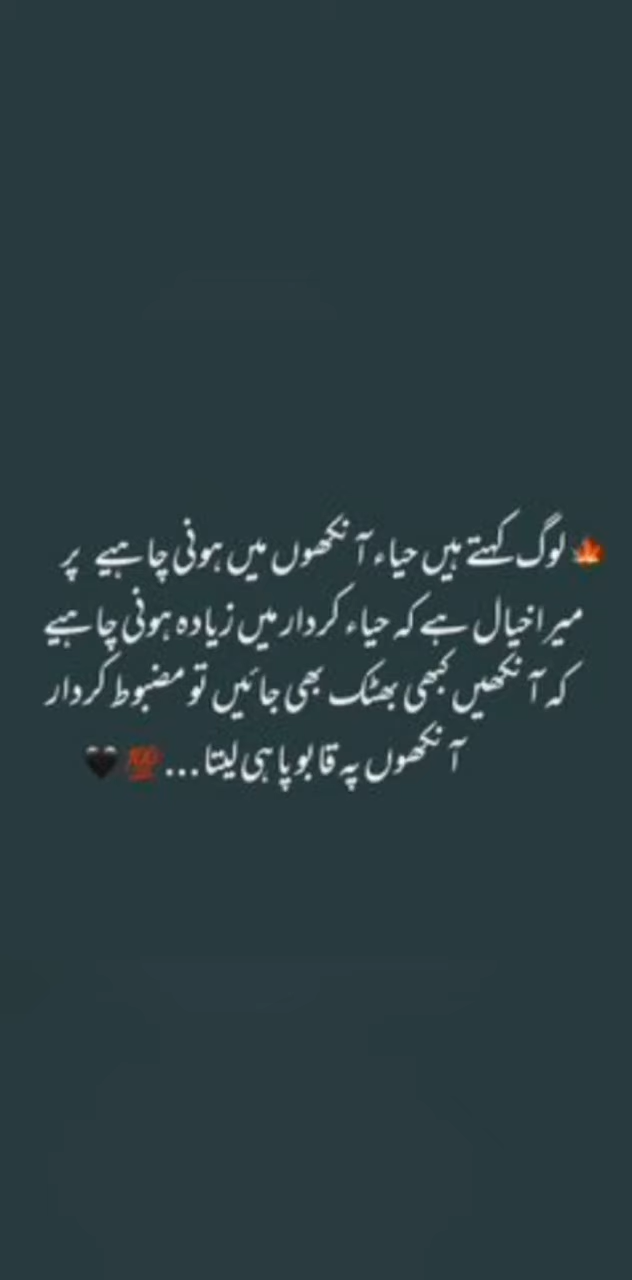 🍁لوگ کہتے ہیں حیاء آنکھوں میں ہونی چاہیے پر
میرا خیال ہے کہ حیاء کردار میں زیادہ ہونی چاہیے
کہ آنکھیں کبھی بھٹک بھی جائیں تو مضبوط کردار
آنکھوں پہ قابو پا ہی لیتا...💯🖤